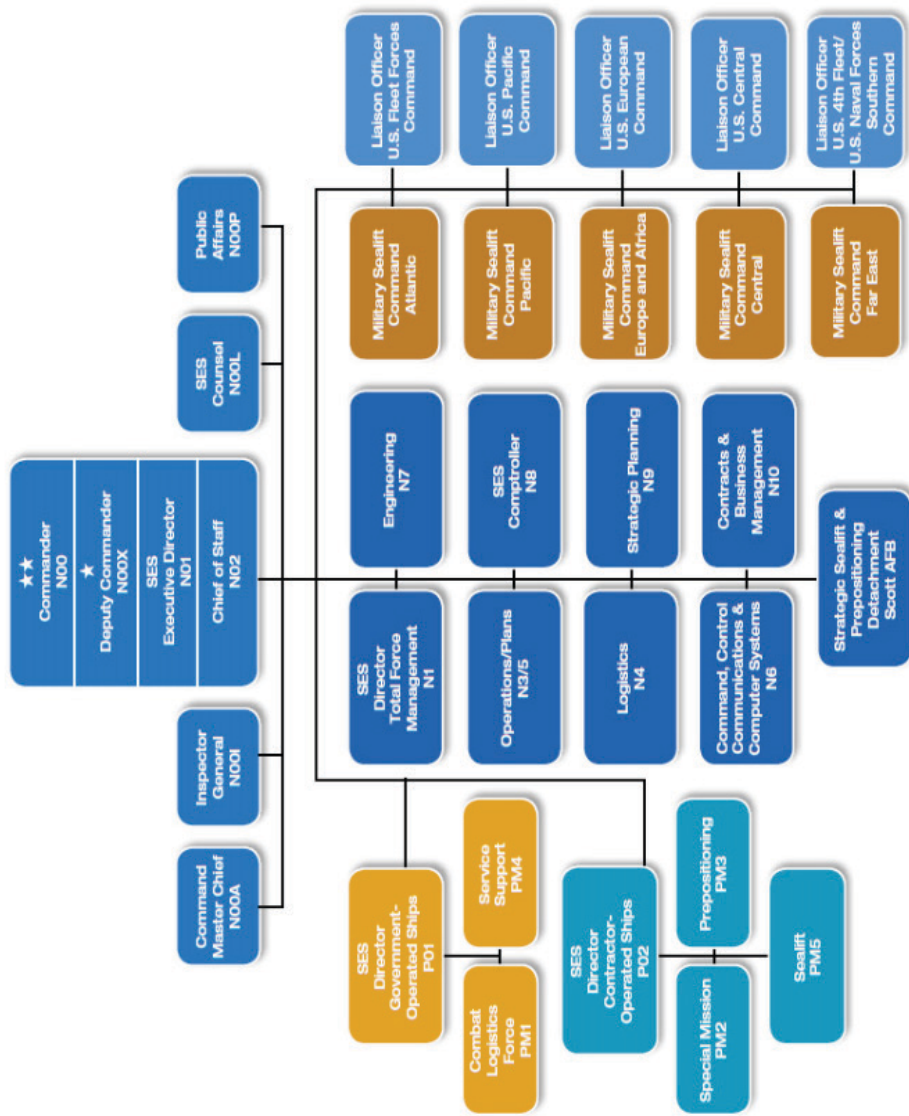 ★★
Commander
N00
★
Deputy Commander
N00X
SES
Executive Director
N01
Chief of Staff
N02
Command
Master Chief
N00A
Inspector
General
N00I
SES
Counsel
N00L
Public
Affairs
N00P
SES
Director
Government-
Operated Ships
P01
Combat
Logistics
Force
PM1
Service
Support
PM4
SES
Director
Contractor-
Operated Ships
P02
Special Mission
PM2
Prepositioning
PM3
Sealift
PM5
SES
Director
Total Force
Management
N1
Engineering
N7
Operations/Plans
N3/5
SES
Comptroller
N8
Logistics
N4
Strategic Planning
N9
Command, Control
Communications &
Computer Systems
N6
Contracts &
Business
Management
N10
Strategic Sealift &
Prepositioning
Detachment
Scott AFB
Military Sealift
Command
Atlantic
Liaison Officer
U.S. Fleet Forces
Command
Military Sealift
Command
Pacific
Liaison Officer
U.S. Pacific
Command
Military Sealift
Command
Europe and Africa
Liaison Officer
U.S. European
Command
Military Sealift
Command
Central
Liaison Officer
U.S. Central
Command
Military Sealift
Command
Far East
Liaison Officer
U.S. 4th Fleet/
U.S. Naval Forces
Southern
Command